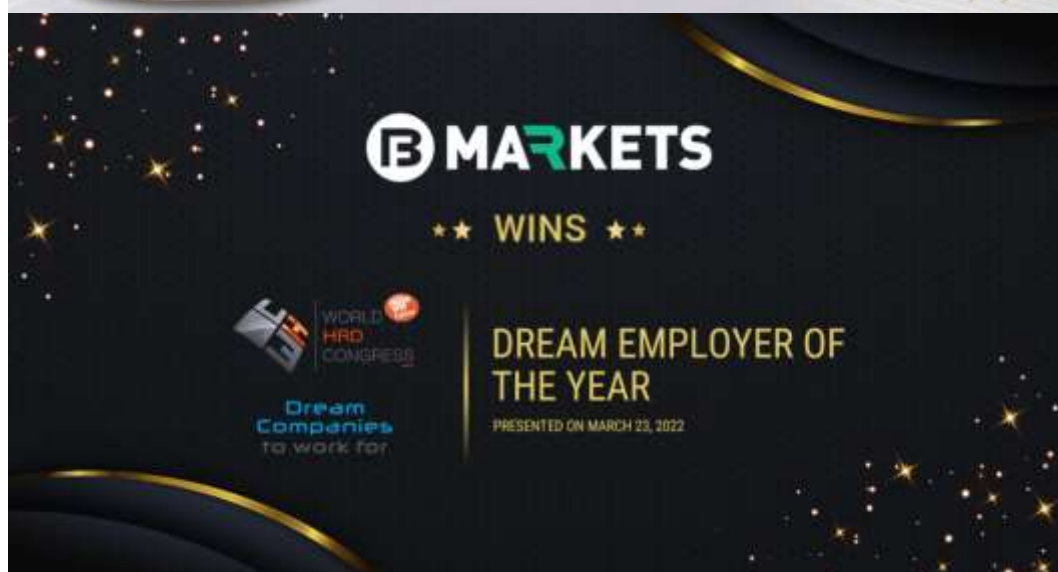 B MARKETS
WINS
WORLD
HRD
CONGRESS
Dream
Companies
to work for
DREAM EMPLOYER OF
THE YEAR
PRESENTED ON MARCH 23, 2022